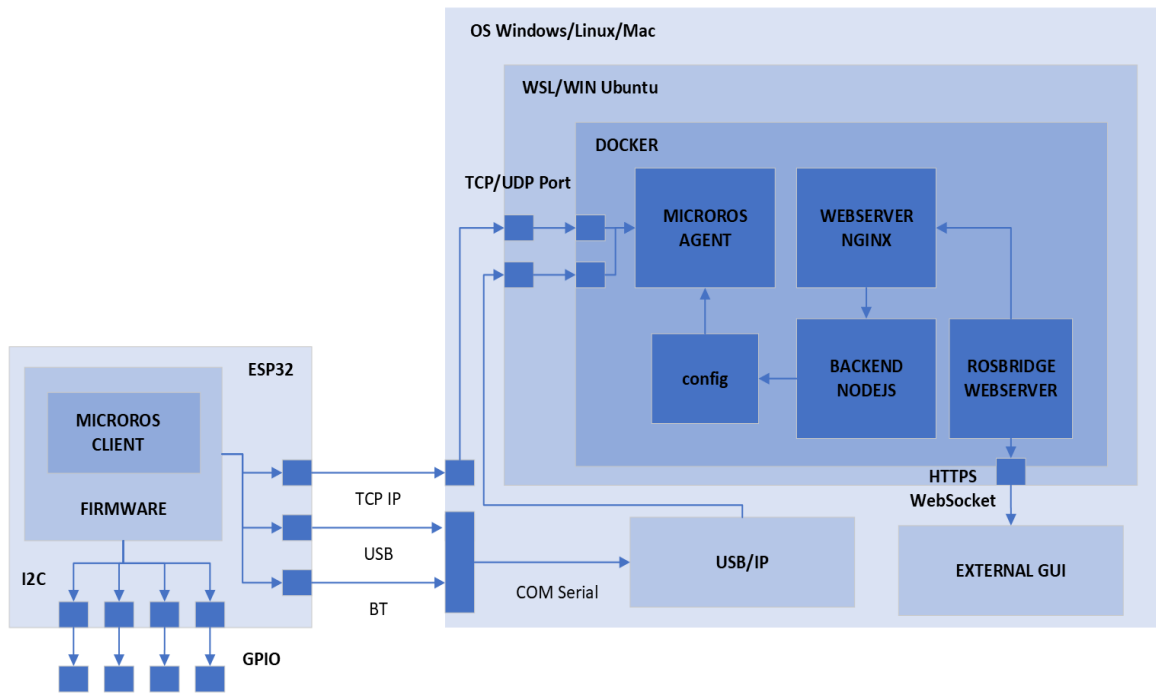 OS Windows/Linux/Mac
WSL/WIN Ubuntu
DOCKER
TCP/UDP Port
MICROROS
AGENT
WEBSERVER
NGINX
config
BACKEND
NODEJS
ROSBRIDGE
WEBSERVER
HTTPS
WebSocket
ESP32
MICROROS
CLIENT
FIRMWARE
TCP IP
USB
BT
COM Serial
USB/IP
EXTERNAL GUI
I2C
GPIO